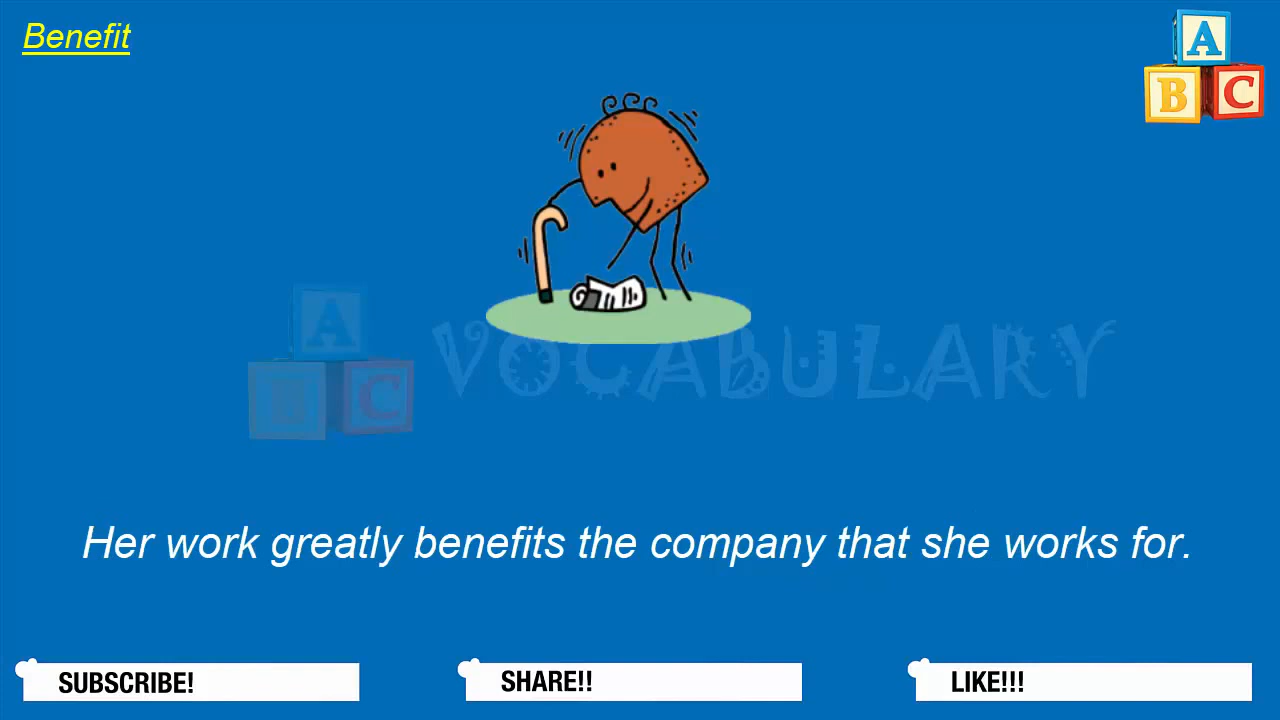 Benefit
A
B C
A
B C
VOCABULARY
Her work greatly benefits the company that she works for.
SUBSCRIBE!
SHARE!!
LIKE!!!